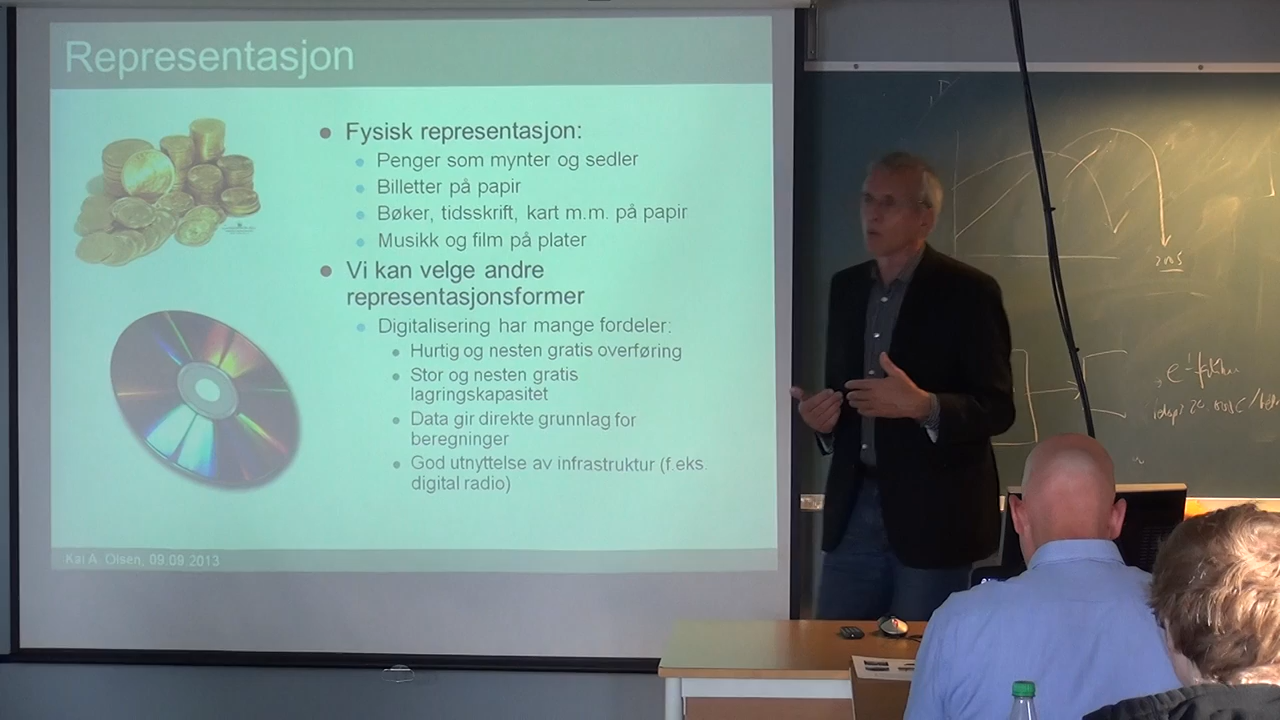 Representasjon
Fysisk representasjon:
Penger som mynter og sedler
Billetter på papir
Bøker, tidsskrift, kart m.m. på papir
Musikk og film på plater
Vi kan velge andre
representasjonsformer
Digitalisering har mange fordeler:
Hurtig og nesten gratis overføring
Stor og nesten gratis
lagringskapasitet
Data gir direkte grunnlag for
beregninger
God utnyttelse av infrastruktur (f.eks.
digital radio)
Kai A. Olsen, 09.09.2013
2005